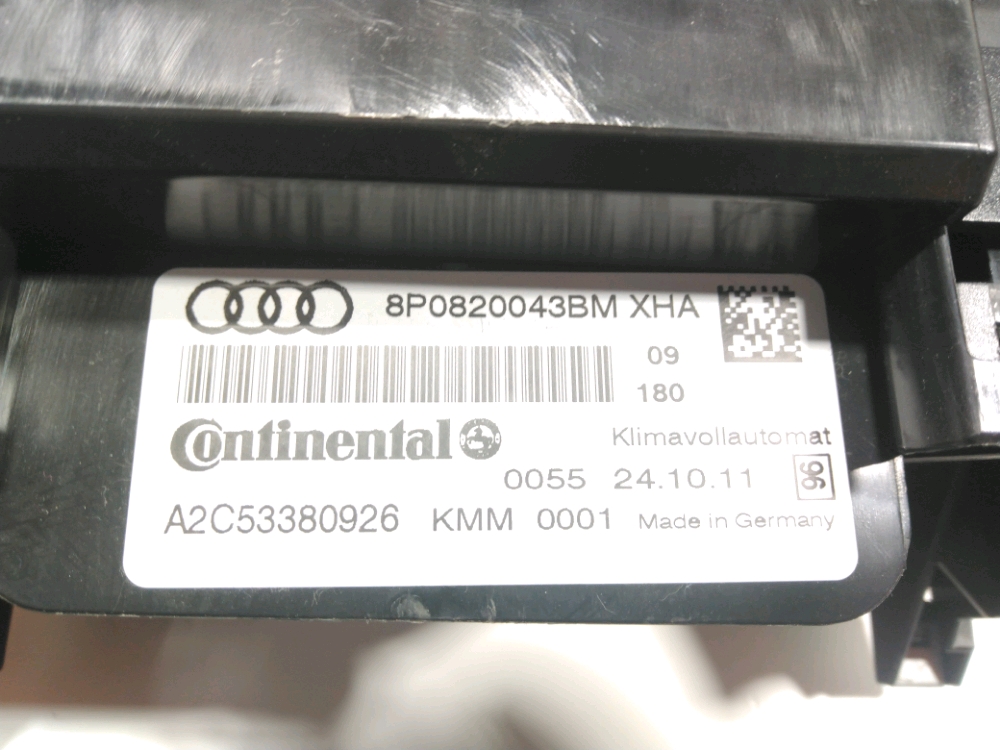 8P0820043BM XHA
09
180
Continental
Klimavollautomat
0055 24.10.11 96
A2C53380926 KMM 0001 Made in Germany